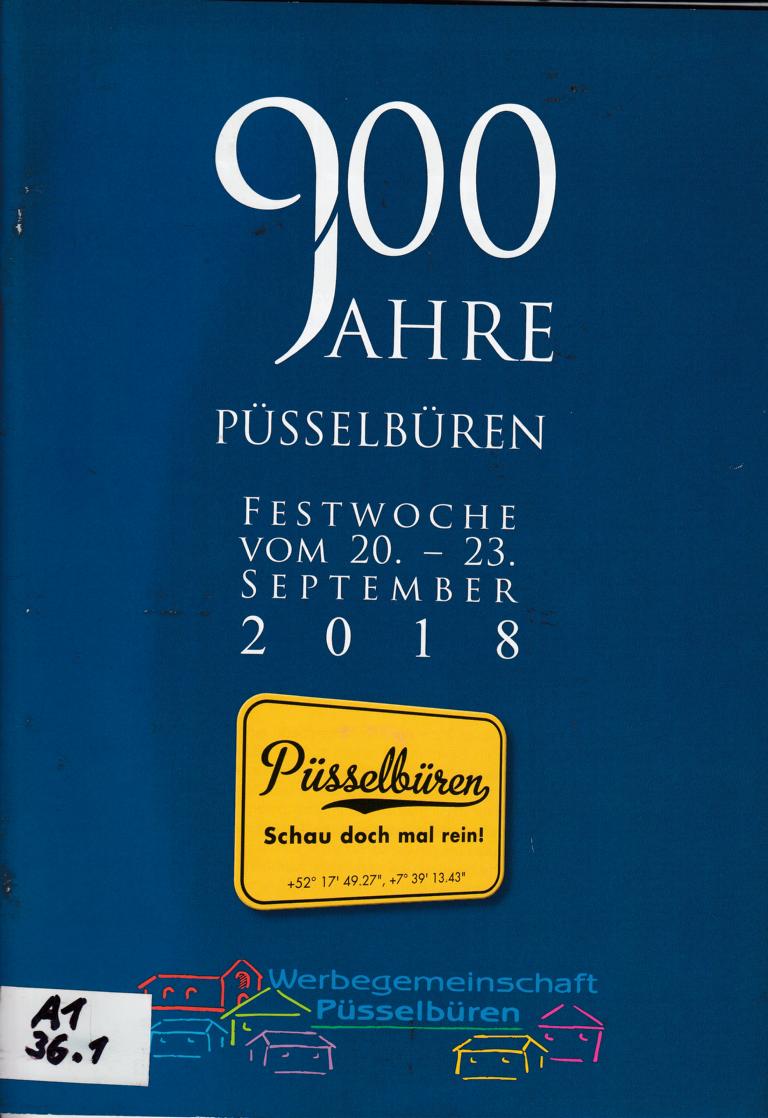 900
JAHRE
PÜSSELBÜREN
FESTWOCHE
VOM 20. – 23.
SEPTEMBER
2018
Püsselbüren
Schau doch mal rein!
+52° 17' 49.27", +7° 39' 13.43"
Werbegemeinschaft
Püsselbüren
A1
36.1